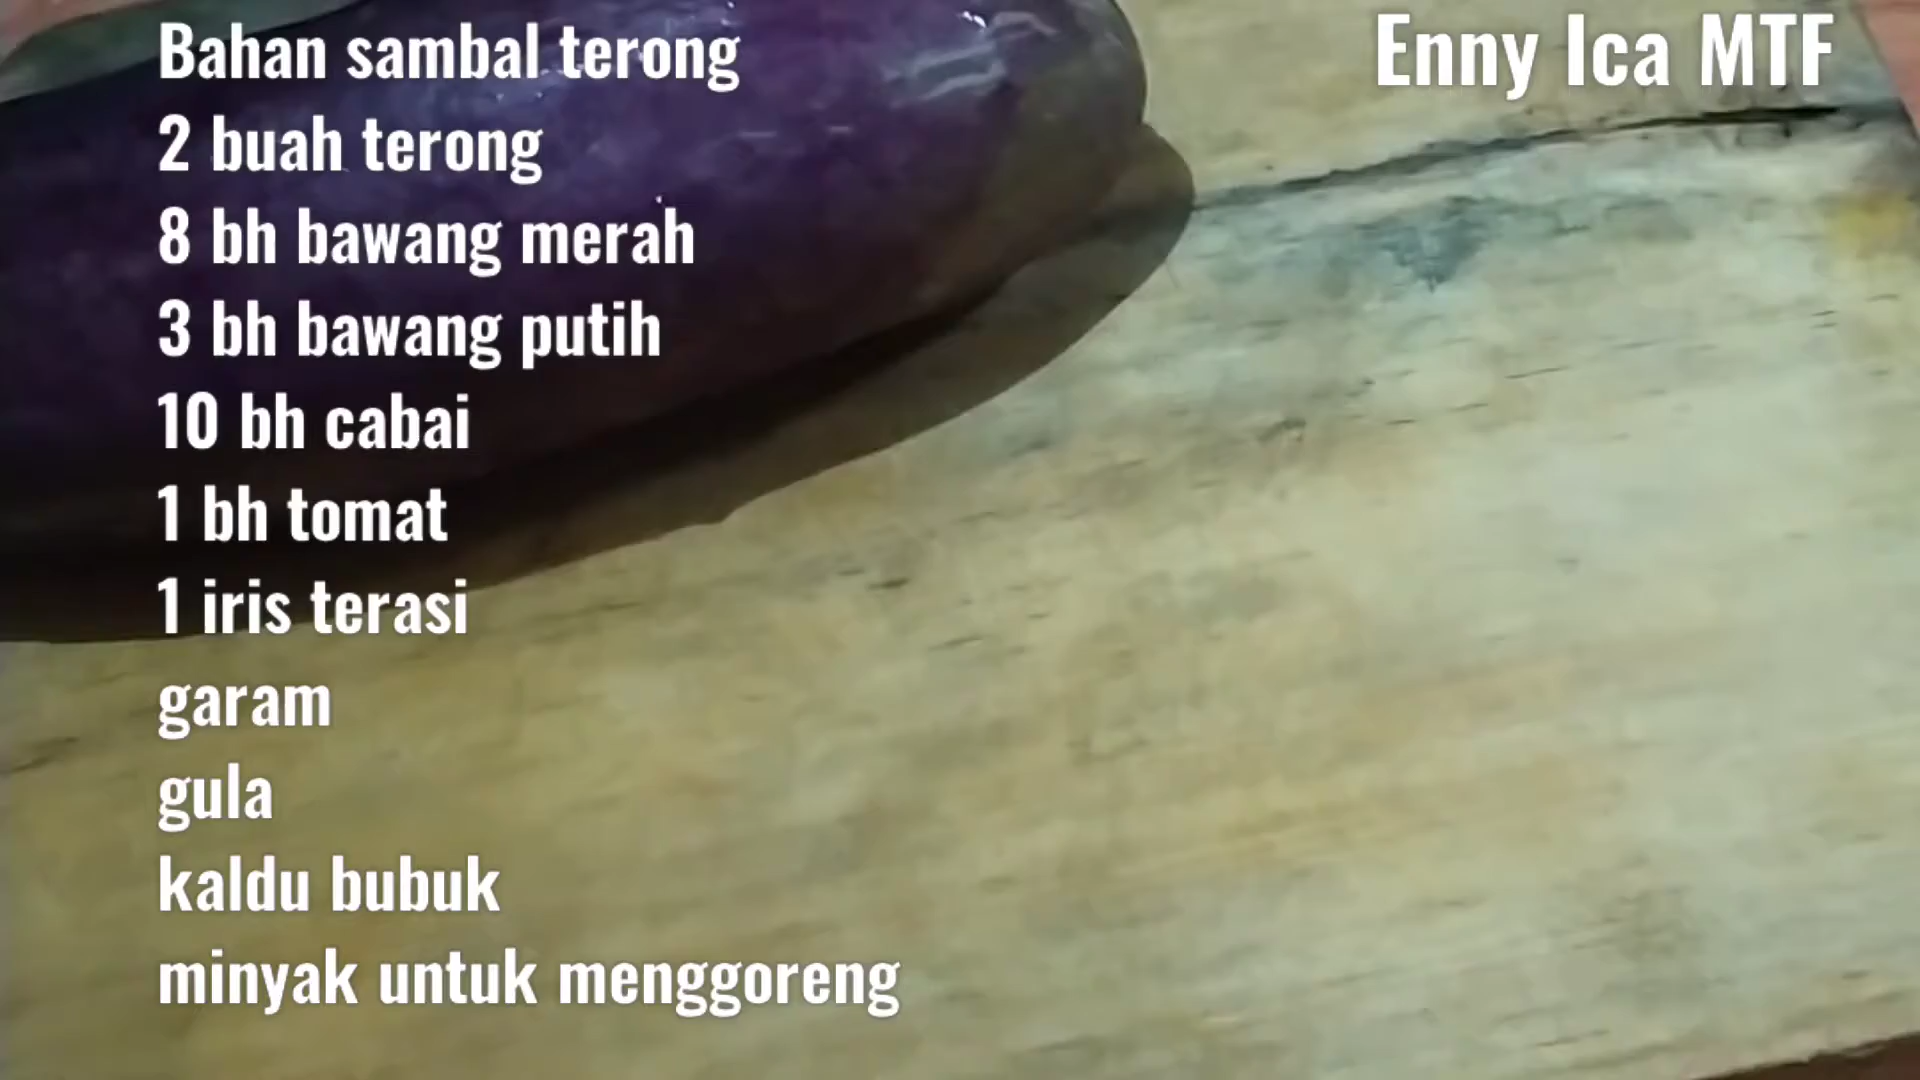 Bahan sambal terong
Enny Ica MTF
2 buah terong
8 bh bawang merah
3 bh bawang putih
10 bh cabai
1 bh tomat
1 iris terasi
garam
gula
kaldu bubuk
minyak untuk menggoreng